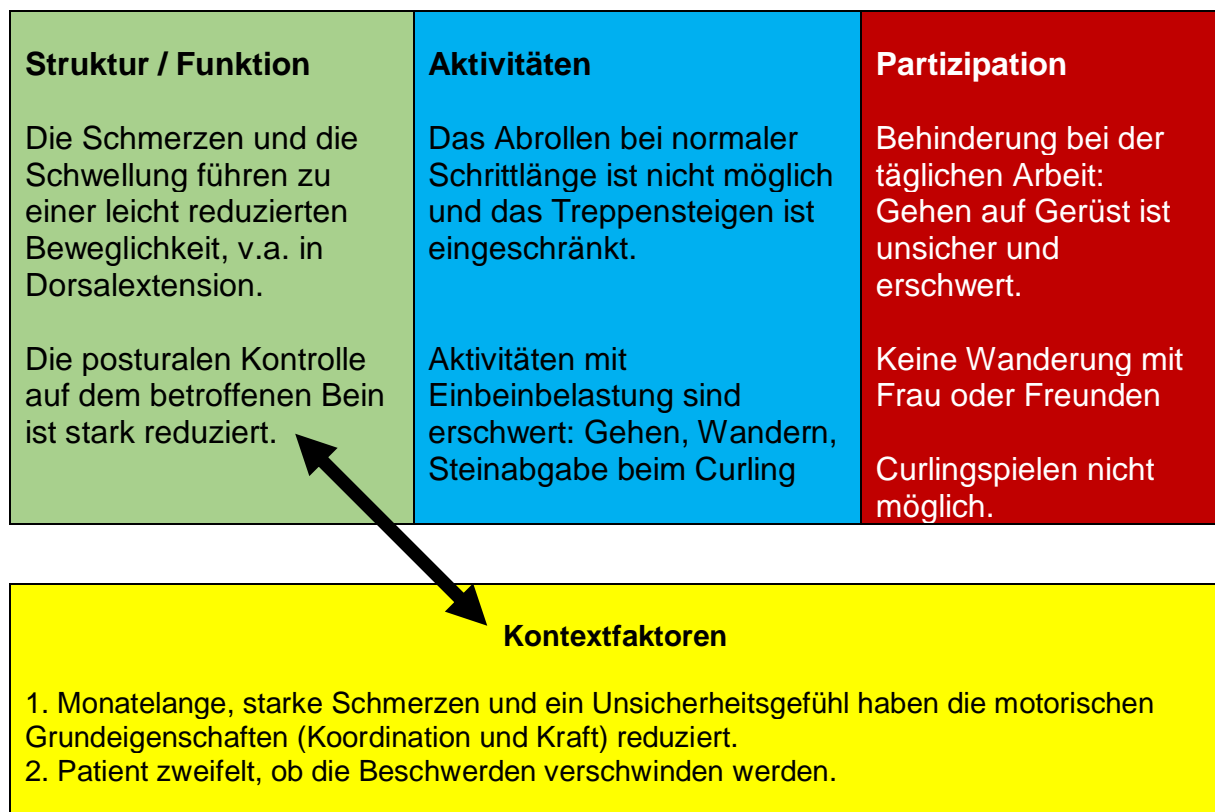 Struktur / Funktion
Die Schmerzen und die
Schwellung führen zu
einer leicht reduzierten
Beweglichkeit, v.a. in
Dorsalextension.
Die posturalen Kontrolle
auf dem betroffenen Bein
ist stark reduziert.
Aktivitäten
Das Abrollen bei normaler
Schrittlänge ist nicht möglich
und das Treppensteigen ist
eingeschränkt.
Aktivitäten mit
Einbeinbelastung sind
erschwert: Gehen, Wandern,
Steinabgabe beim Curling
Partizipation
Behinderung bei der
täglichen Arbeit:
Gehen auf Gerüst ist
unsicher und
erschwert.
Keine Wanderung mit
Frau oder Freunden
Curlingspielen nicht
möglich.
Kontextfaktoren
1. Monatelange, starke Schmerzen und ein Unsicherheitsgefühl haben die motorischen
Grundeigenschaften (Koordination und Kraft) reduziert.
2. Patient zweifelt, ob die Beschwerden verschwinden werden.